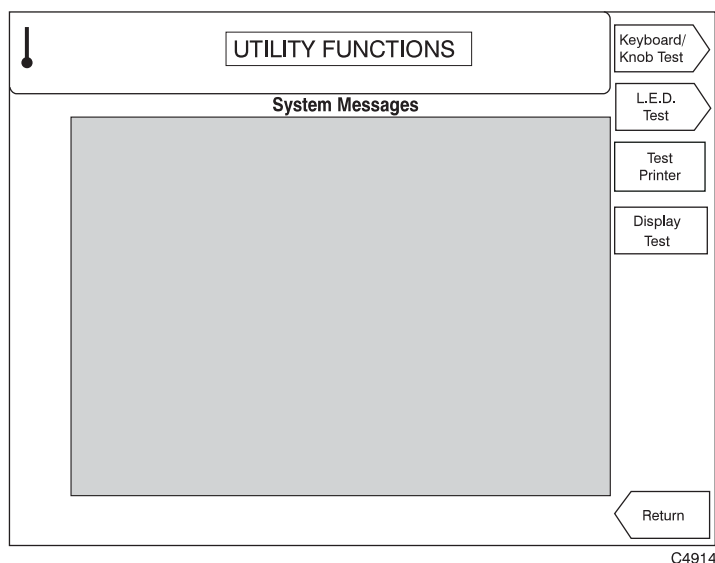 UTILITY FUNCTIONS
System Messages
Keyboard/
Knob Test
L.E.D.
Test
Test
Printer
Display
Test
Return
C4914